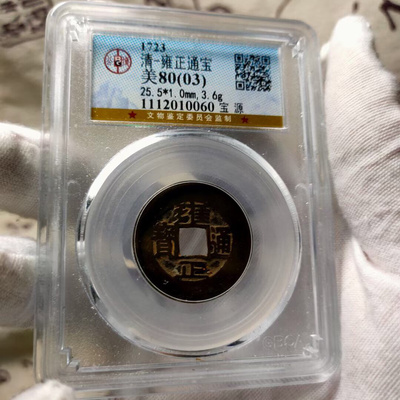 1723
清-雍正通宝
美80(03)
25.5*1.0mm,3.6g
1112010060 宝 源
文物鉴定委员会监制
雍
寶 通
正